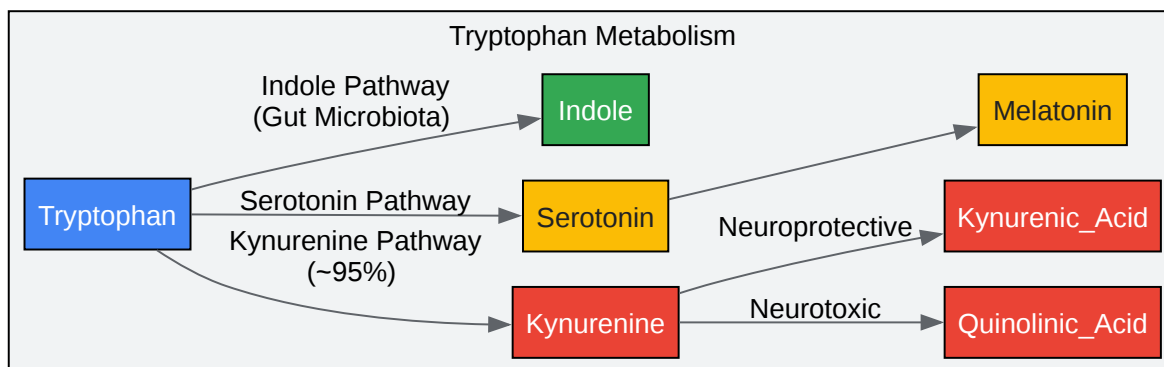 Tryptophan Metabolism
Indole Pathway
(Gut Microbiota)
Indole
Melatonin
Tryptophan
Serotonin Pathway
Serotonin
Kynurenine Pathway
(~95%)
Neuroprotective
Kynurenic_Acid
Kynurenine
Neurotoxic
Quinolinic_Acid